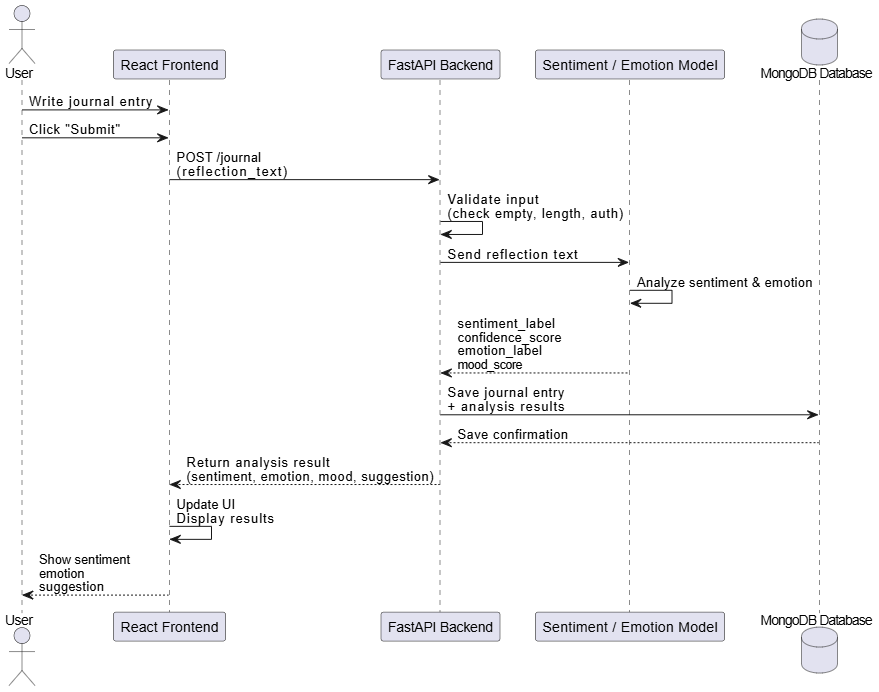 User
React Frontend
FastAPI Backend
Sentiment / Emotion Model
MongoDB Database
Write journal entry
Click "Submit"
POST /journal
(reflection_text)
Validate input
(check empty, length, auth)
Send reflection text
Analyze sentiment & emotion
sentiment_label
confidence_score
emotion_label
mood_score
Save journal entry
+ analysis results
Save confirmation
Return analysis result
(sentiment, emotion, mood, suggestion)
Update UI
Display results
Show sentiment
emotion
suggestion
User
React Frontend
FastAPI Backend
Sentiment / Emotion Model
MongoDB Database